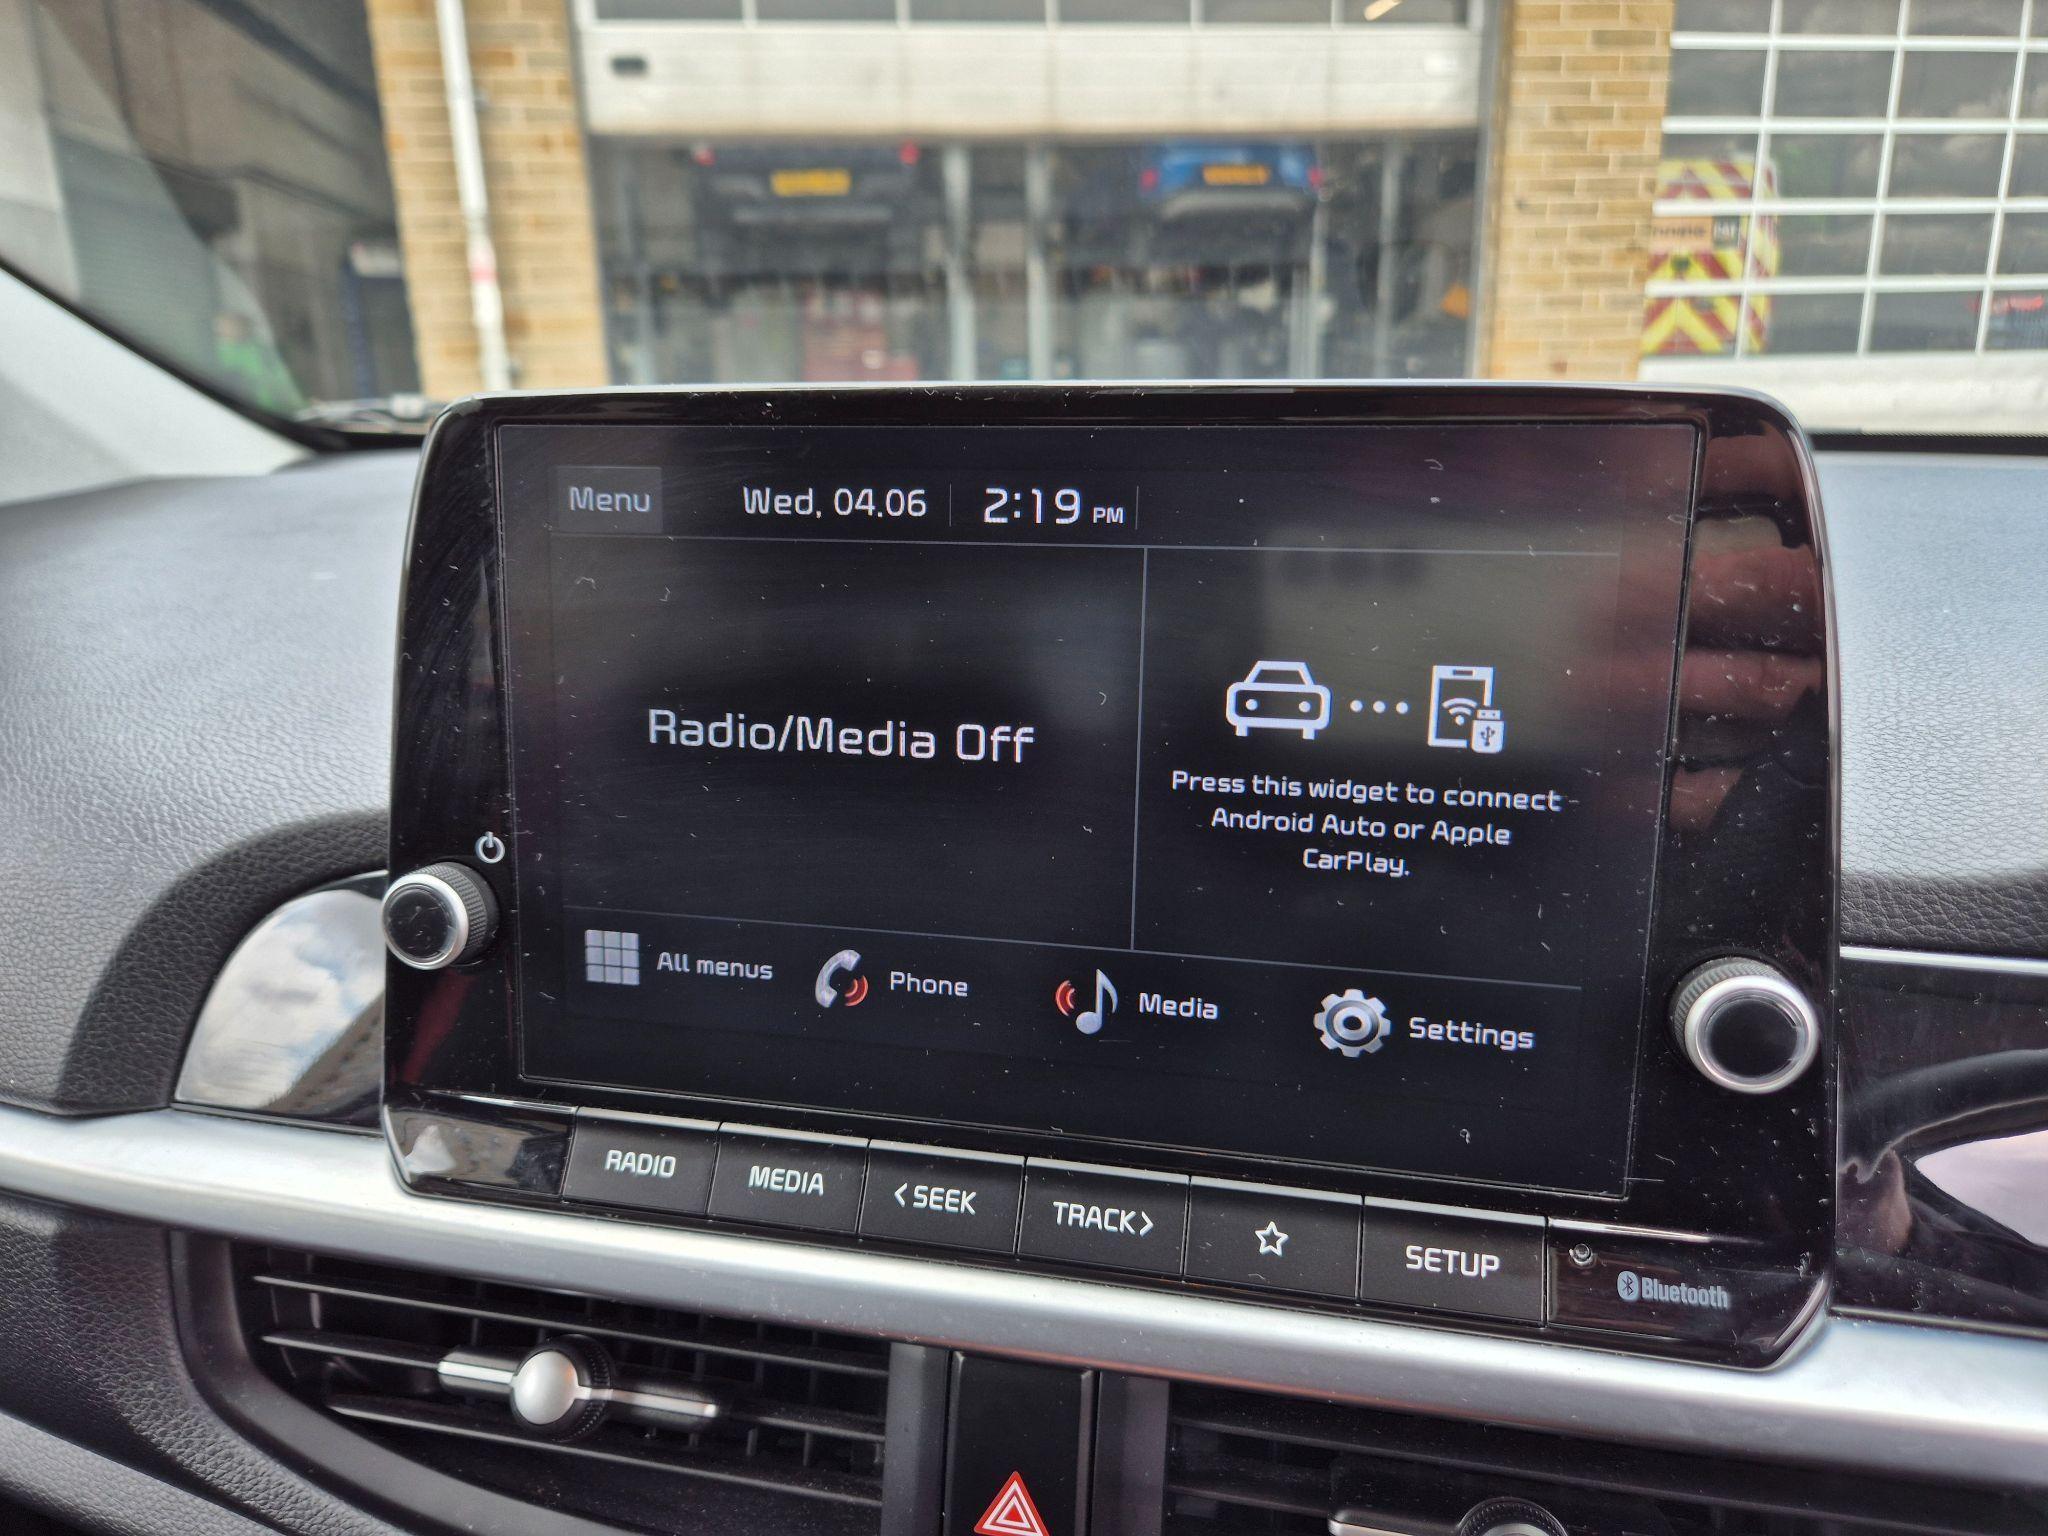 Menu
Wed, 04.06
2:19 PM
Radio/Media Off
Press this widget to connect
Android Auto or Apple
CarPlay.
All menus
Phone
Media
Settings
RADIO
MEDIA
<SEEK
TRACK>
SETUP
Bluetooth